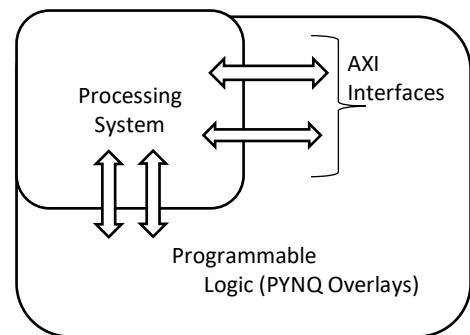 Processing
System
AXI
Interfaces
Programmable
Logic (PYNQ Overlays)